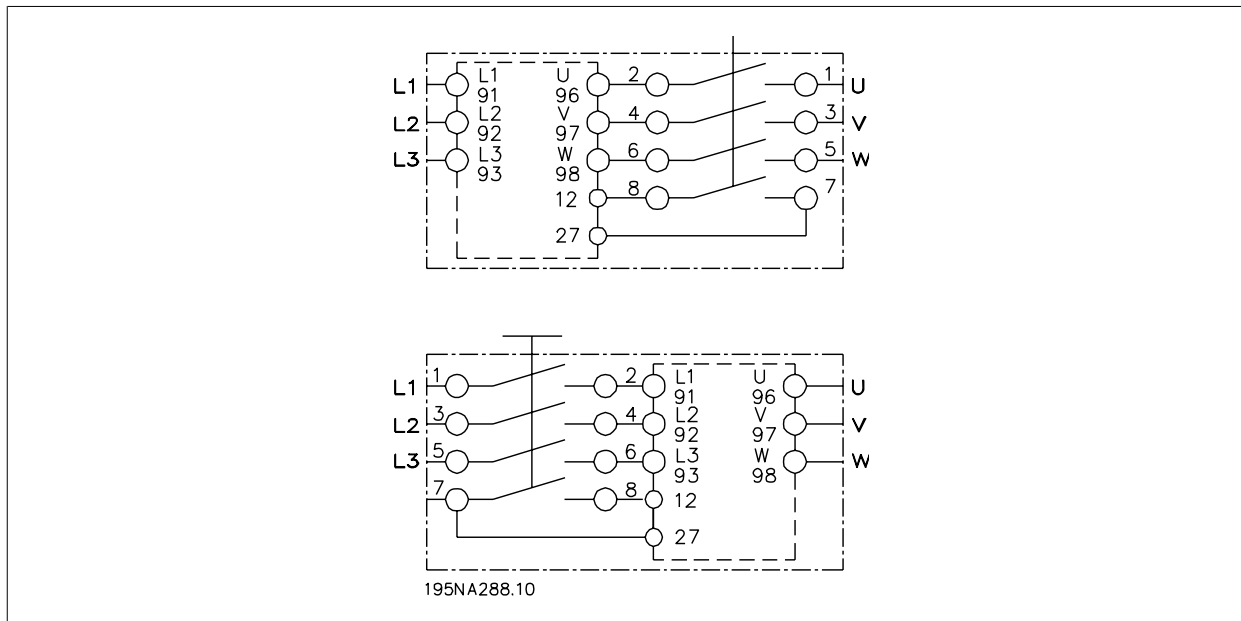 L1 L1 91 U 96 2 1 U
L2 L2 92 V 97 4 3 V
L3 L3 93 W 98 6 5 W
12 8 7
27
L1 1 2 L1 91 U 96 U
L2 3 4 L2 92 V 97 V
L3 5 6 L3 93 W 98 W
7 8 12
27
195NA288.10